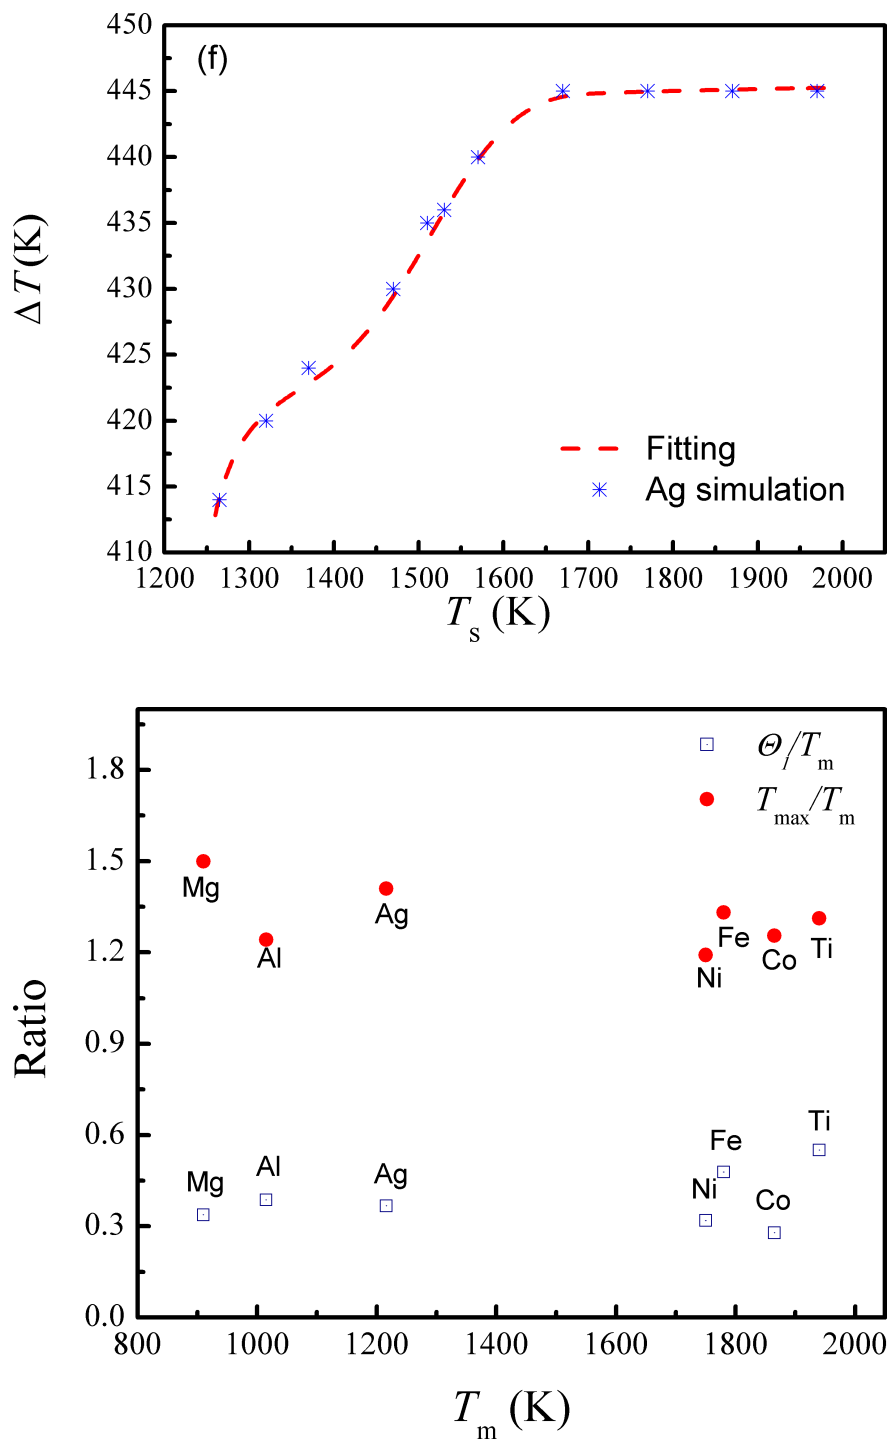 450
(f)
445
440
435
430
425
420
415
410
ΔT(K)
Fitting
Ag simulation
1200 1300 1400 1500 1600 1700 1800 1900 2000
Ts (K)
Θl/Tm
Tmax/Tm
1.8
1.5
1.2
0.9
0.6
0.3
0.0
Ratio
Mg
Al
Ag
Ni
Fe
Co
Ti
Mg
Al
Ag
Ni
Fe
Co
Ti
800 1000 1200 1400 1600 1800 2000
Tm (K)